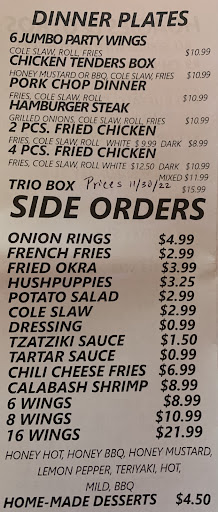 DINNER PLATES
6 JUMBO PARTY WINGS
COLE SLAW, ROLL, FRIES $10.99
CHICKEN TENDERS BOX
HONEY MUSTARD OR BBQ, COLE SLAW, FRIES $10.99
PORK CHOP DINNER
FRIES, COLE SLAW, ROLL $10.99
HAMBURGER STEAK
GRILLED ONIONS, COLE SLAW, ROLL, FRIES $10.99
2 PCS. FRIED CHICKEN
FRIES, COLE SLAW, ROLL WHITE $ 9.99 DARK $8.99
4 PCS. FRIED CHICKEN
FRIES, COLE SLAW, ROLL WHITE $12.50 DARK $10.99
MIXED $11.99
TRIO BOX Prices 11/30/22 $15.99
SIDE ORDERS
ONION RINGS $4.99
FRENCH FRIES $2.99
FRIED OKRA $3.99
HUSHPUPPIES $3.25
POTATO SALAD $2.99
COLE SLAW $2.99
DRESSING $0.99
TZATZIKI SAUCE $1.50
TARTAR SAUCE $0.99
CHILI CHEESE FRIES $6.99
CALABASH SHRIMP $8.99
6 WINGS $8.99
8 WINGS $10.99
16 WINGS $21.99
HONEY HOT, HONEY BBQ, HONEY MUSTARD,
LEMON PEPPER, TERIYAKI, HOT,
MILD, BBQ
HOME-MADE DESSERTS $4.50